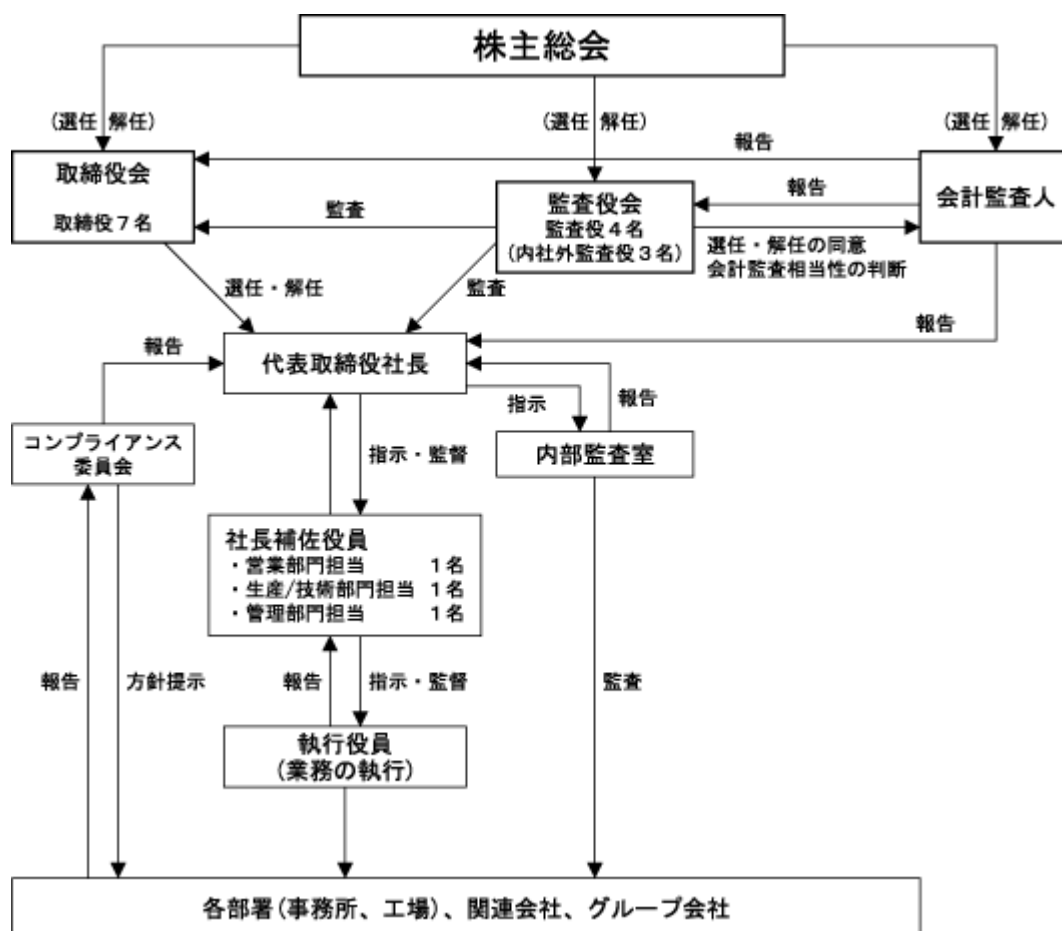 株主総会
(選任 解任)
(選任 解任)
(選任 解任)
報告
取締役会
取締役7名
監査
監査役会
監査役4名
(内社外監査役3名)
報告
会計監査人
選任・解任の同意
会計監査相当性の判断
選任・解任
監査
報告
報告
代表取締役社長
指示
報告
コンプライアンス
委員会
指示・監督
内部監査室
社長補佐役員
・営業部門担当 1名
・生産/技術部門担当 1名
・管理部門担当 1名
報告
方針提示
報告
指示・監督
監査
執行役員
(業務の執行)
各部署(事務所、工場)、関連会社、グループ会社